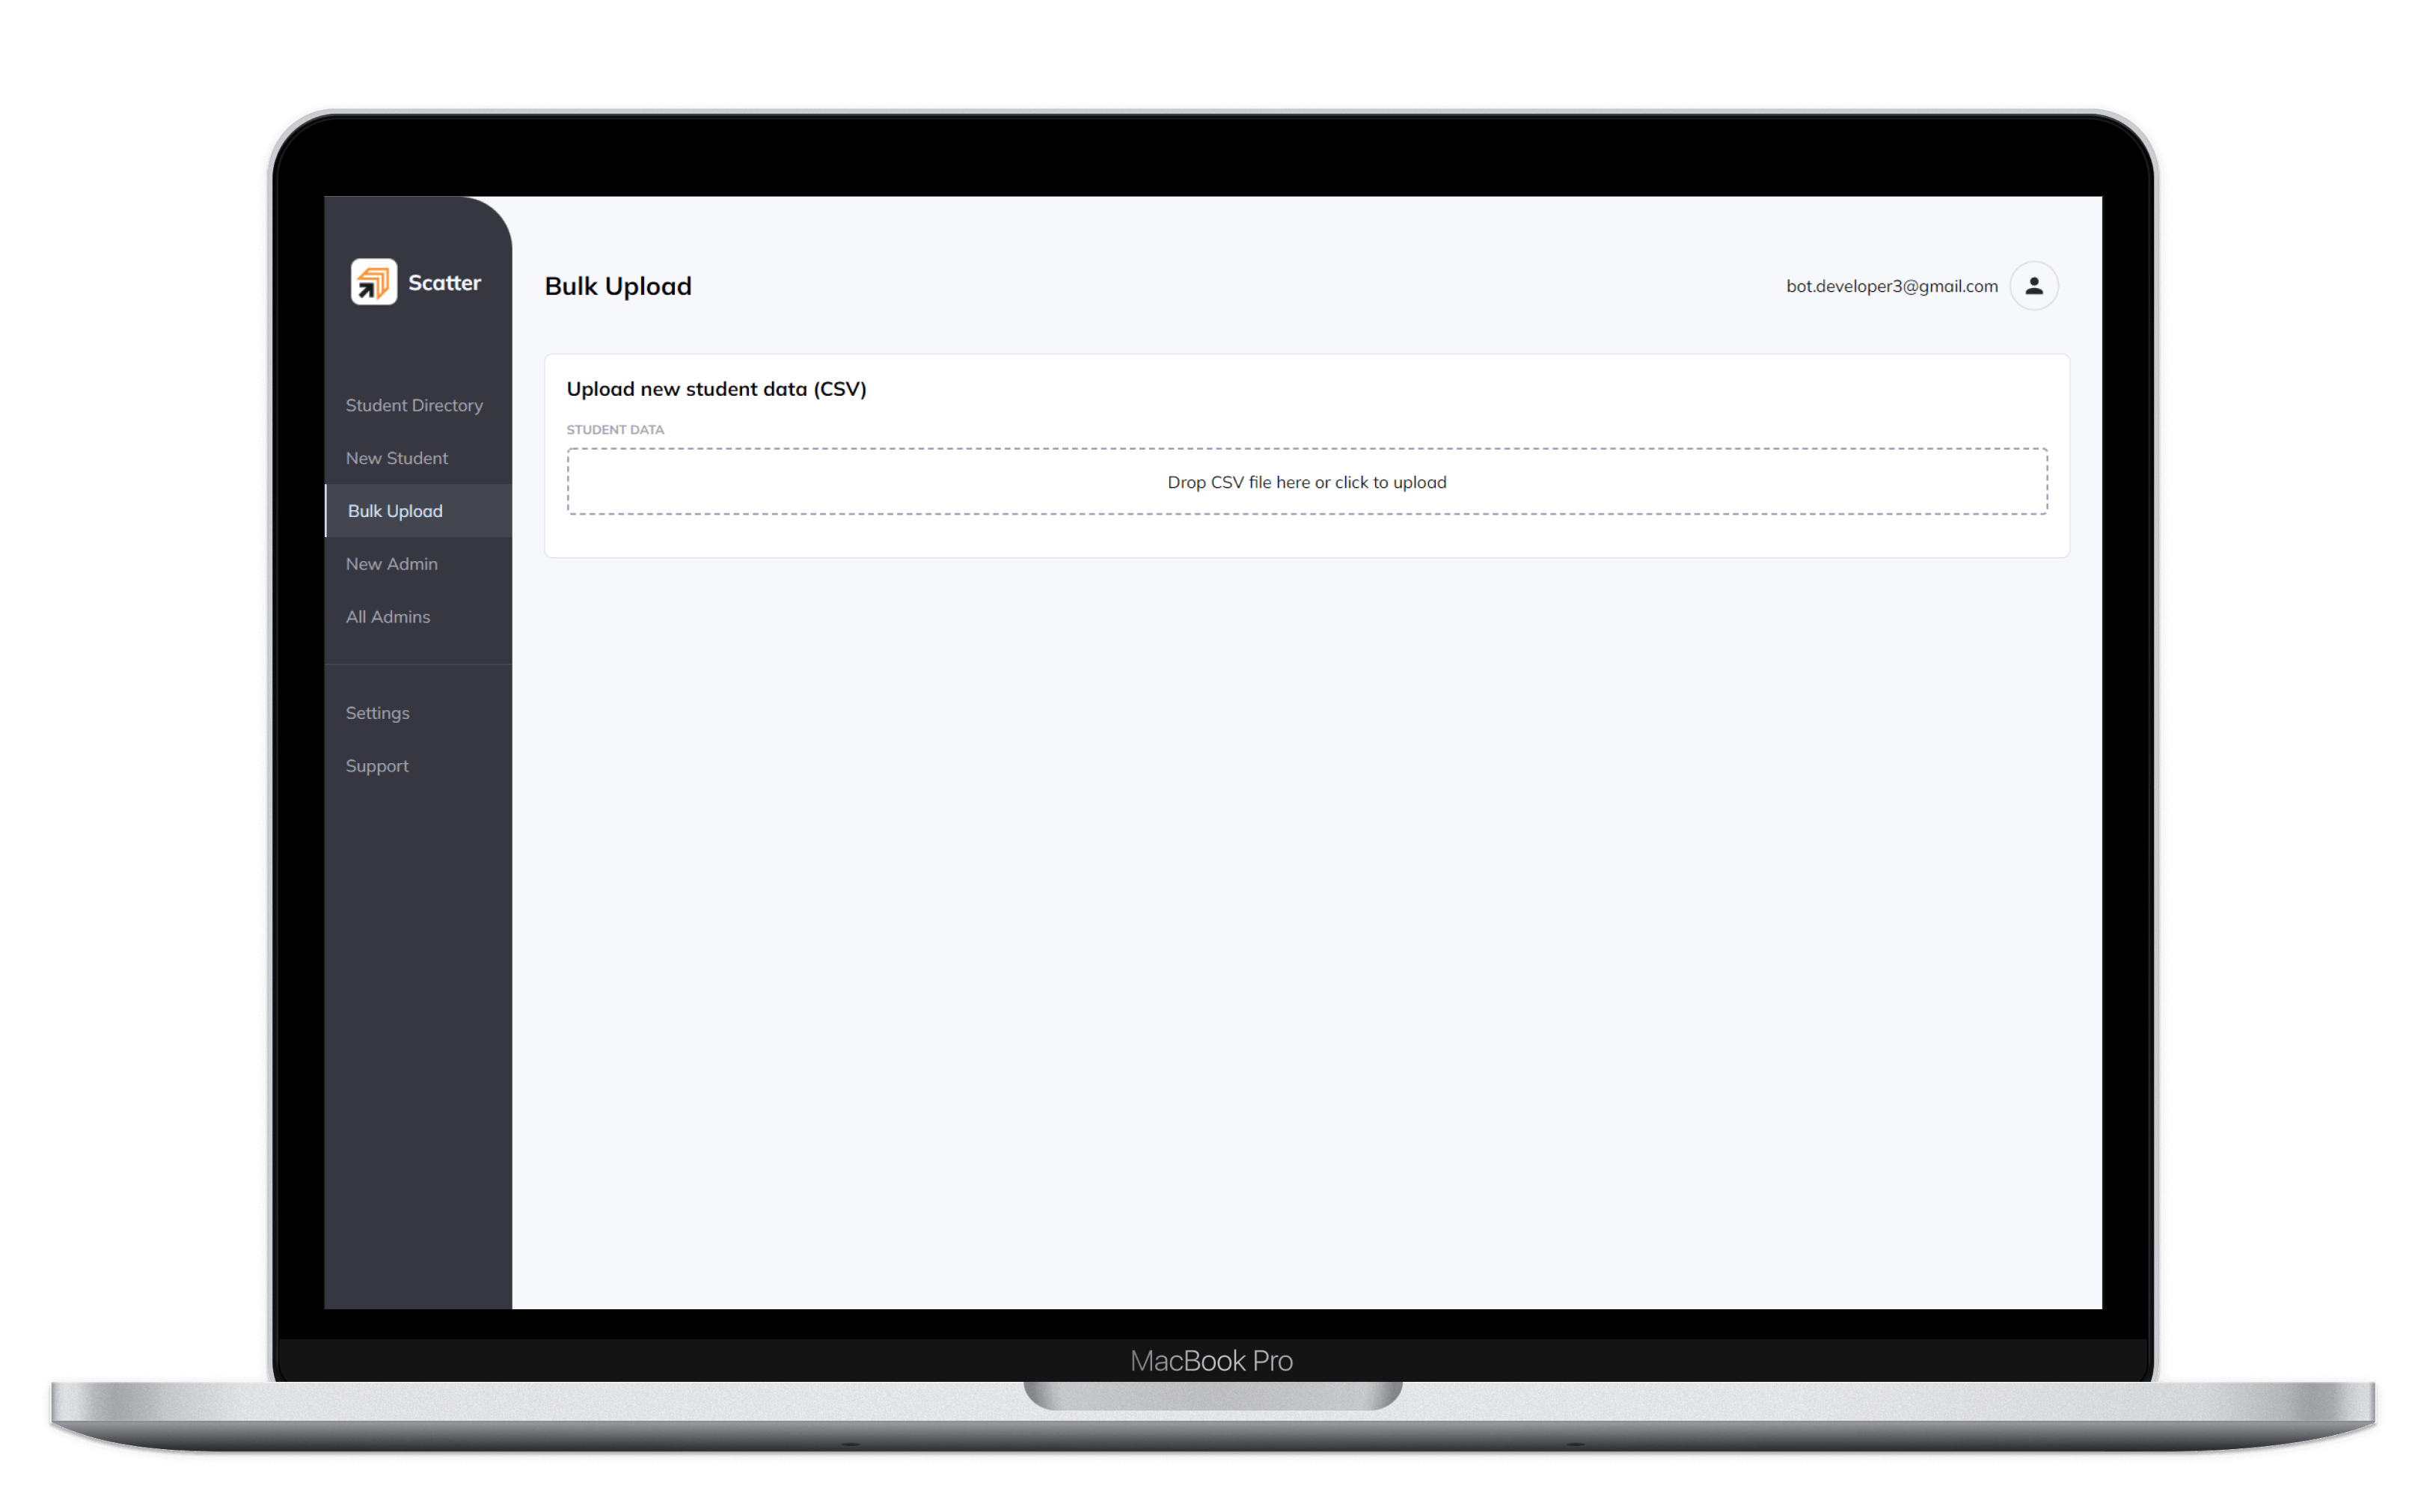 Scatter
Student Directory
New Student
Bulk Upload
New Admin
All Admins
Settings
Support
Bulk Upload
bot.developer3@gmail.com
Upload new student data (CSV)
STUDENT DATA
Drop CSV file here or click to upload
MacBook Pro